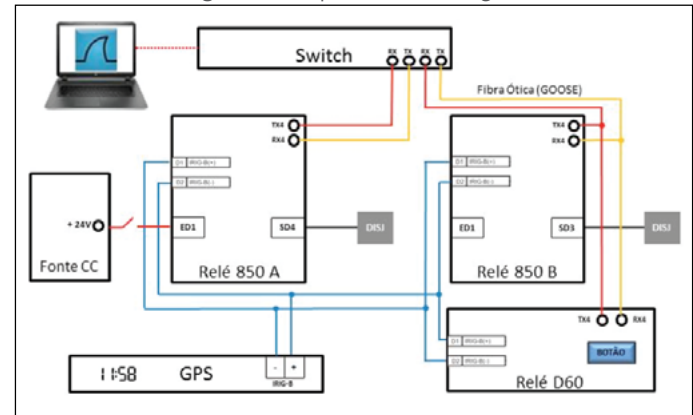 Switch
RX TX RX TX
Fibra Ótica (GOOSE)
TX4
RX4
D1 IRIG-B(+)
D2 IRIG-B(-)
+ 24V
ED1
SD4
DISJ
Fonte CC
Relé 850 A
TX4
RX4
D1 IRIG-B(+)
D2 IRIG-B(-)
ED1
SD3
DISJ
Relé 850 B
TX4
RX4
D1 IRIG-B(+)
D2 IRIG-B(-)
BOTÃO
Relé D60
11:58
GPS
- +
IRIG-B